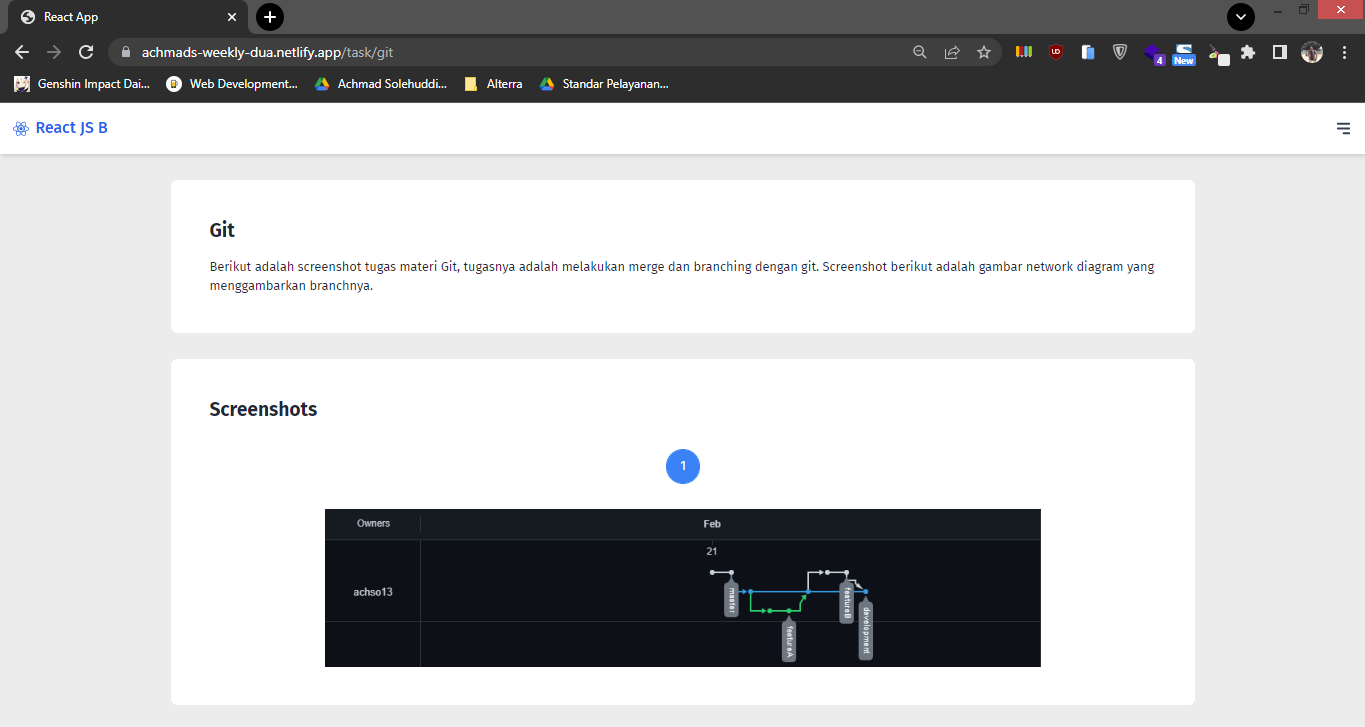 React App
achmads-weekly-dua.netlify.app/task/git
UD
4
New
Genshin Impact Dai...
Web Development...
Achmad Solehuddi...
Alterra
Standar Pelayanan...
React JS B
Git
Berikut adalah screenshot tugas materi Git, tugasnya adalah melakukan merge dan branching dengan git. Screenshot berikut adalah gambar network diagram yang
menggambarkan branchnya.
Screenshots
1
Owners
Feb
21
achso13
master
featureB
development
featureA